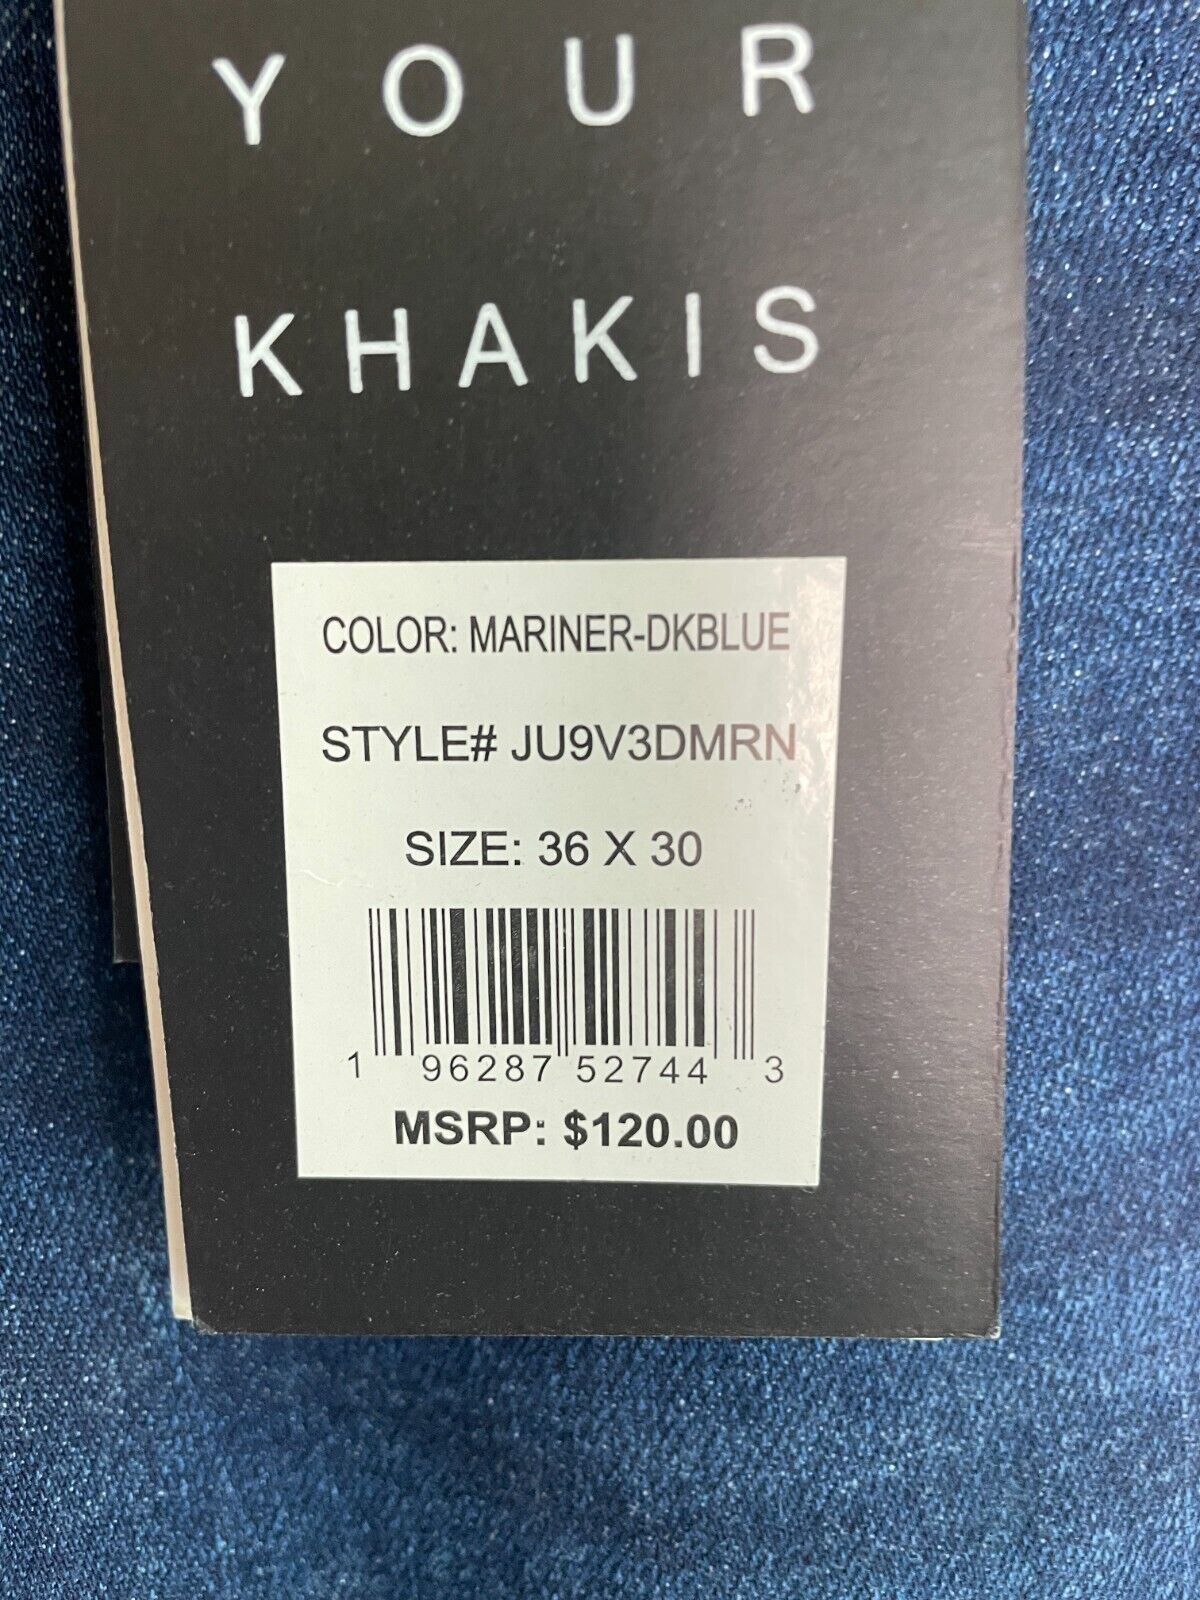 YOUR
KHAKIS
COLOR: MARINER-DKBLUE
STYLE# JU9V3DMRN
SIZE: 36 X 30
1 96287 52744 3
MSRP: $120.00